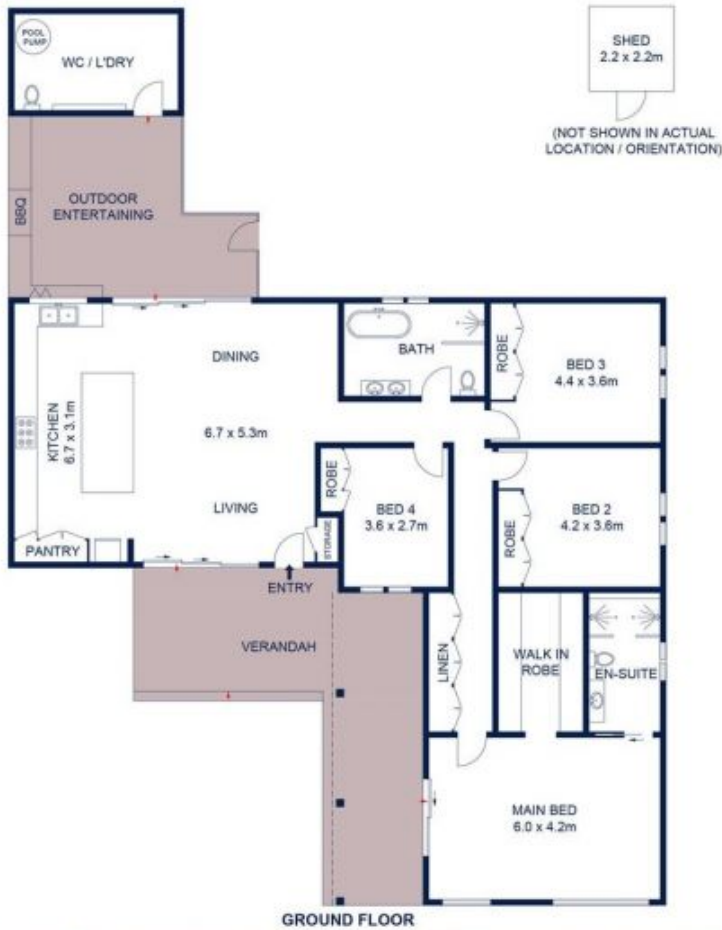 POOL
PUMP
WC / L'DRY
SHED
2.2 x 2.2m
(NOT SHOWN IN ACTUAL
LOCATION / ORIENTATION)
BBQ
OUTDOOR
ENTERTAINING
KITCHEN
6.7 x 3.1m
DINING
6.7 x 5.3m
LIVING
BATH
ROBE
BED 3
4.4 x 3.6m
ROBE
BED 4
3.6 x 2.7m
ROBE
BED 2
4.2 x 3.6m
PANTRY
STORAGE
ENTRY
VERANDAH
LINEN
WALK IN
ROBE
EN-SUITE
MAIN BED
6.0 x 4.2m
GROUND FLOOR